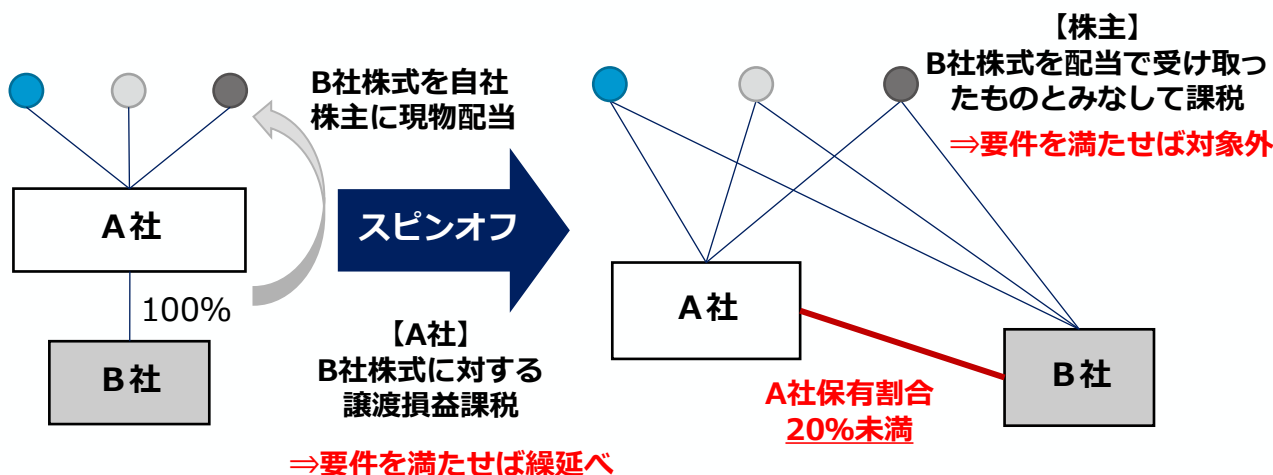 B社株式を自社
株主に現物配当
A社
100%
B社
スピンオフ
【A社】
B社株式に対する
譲渡損益課税
⇒要件を満たせば繰延べ
【株主】
B社株式を配当で受け取っ
たものとみなして課税
⇒要件を満たせば対象外
A社
A社保有割合
20%未満
B社